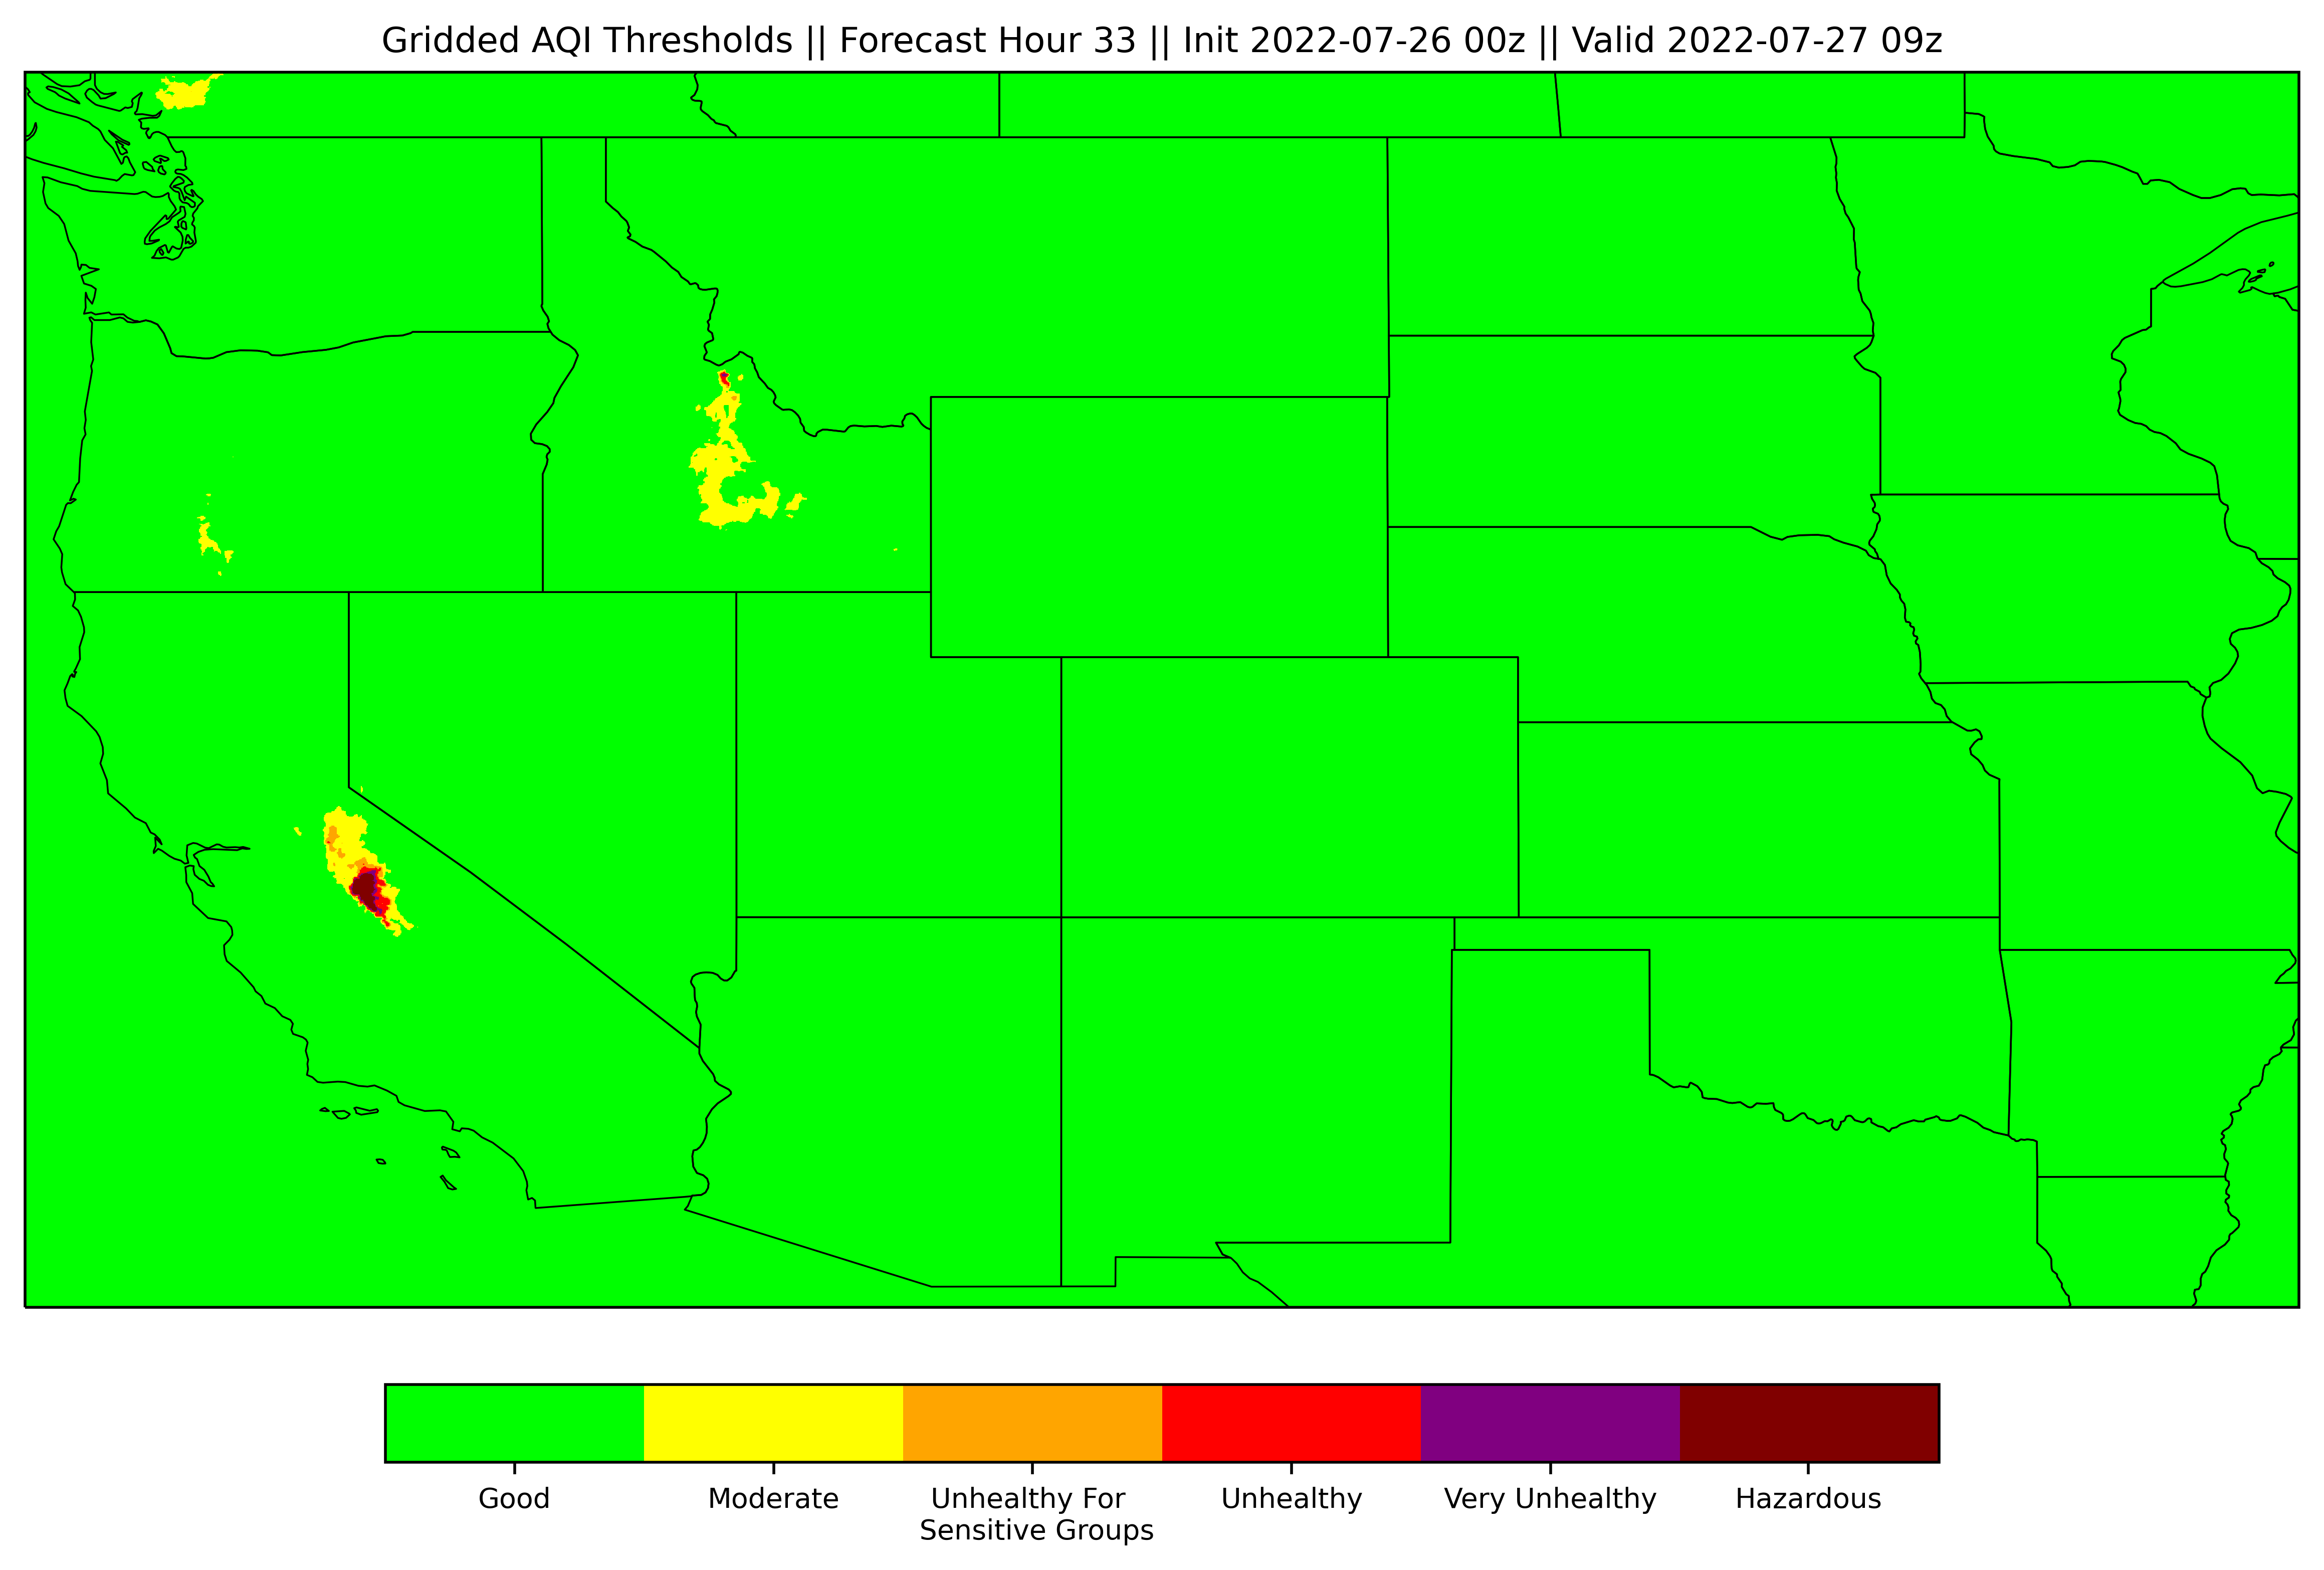 Gridded AQI Thresholds || Forecast Hour 33 || Init 2022-07-26 00z || Valid 2022-07-27 09z
Good
Moderate
Unhealthy For
Sensitive Groups
Unhealthy
Very Unhealthy
Hazardous